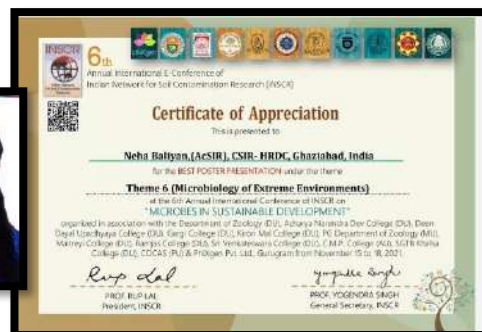 INSCR
6th
Annual International E-Conference of
Indian Network for Soil Contamination Research (INSCR)
Certificate of Appreciation
This is presented to
Neha Baliyan,(AcSIR), CSIR- HRDC, Ghaziabad, India
for the BEST POSTER PRESENTATION under the theme
Theme 6 (Microbiology of Extreme Environments)
at the 6th Annual International Conference of INSCR on
"MICROBES IN SUSTAINABLE DEVELOPMENT"
organized in association with the Department of Zoology (DU), Acharya Narendra Dev College (DU), Deen
Dayal Upadhyaya College (DU), Gargi College (DU), Kirori Mal College (DU), PG Department of Zoology (MU),
Maitreyi College (DU), Ramjas College (DU), Sri Venkateswara College (DU), C.M.P. College (AU), SGTB Khalsa
College (DU), COCAS (PU) & PhiXgen Pvt. Ltd., Gurugram from November 15 to 18, 2021.
Rup Lal
PROF. RUP LAL
President, INSCR
PROF. YOGENDRA SINGH
General Secretary, INSCR